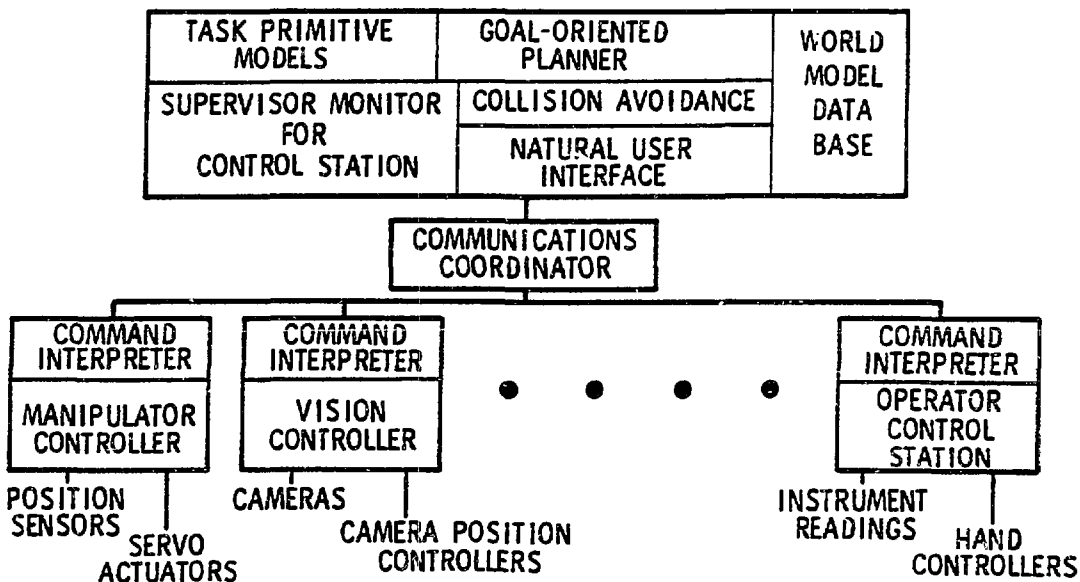 TASK PRIMITIVE
MODELS
GOAL-ORIENTED
PLANNER
WORLD
MODEL
DATA
BASE
SUPERVISOR MONITOR
FOR
CONTROL STATION
COLLISION AVOIDANCE
NATURAL USER
INTERFACE
COMMUNICATIONS
COORDINATOR
COMMAND
INTERPRETER
MANIPULATOR
CONTROLLER
COMMAND
INTERPRETER
VISION
CONTROLLER
COMMAND
INTERPRETER
OPERATOR
CONTROL
STATION
POSITION
SENSORS
SERVO
ACTUATORS
CAMERAS
CAMERA POSITION
CONTROLLERS
INSTRUMENT
READINGS
HAND
CONTROLLERS